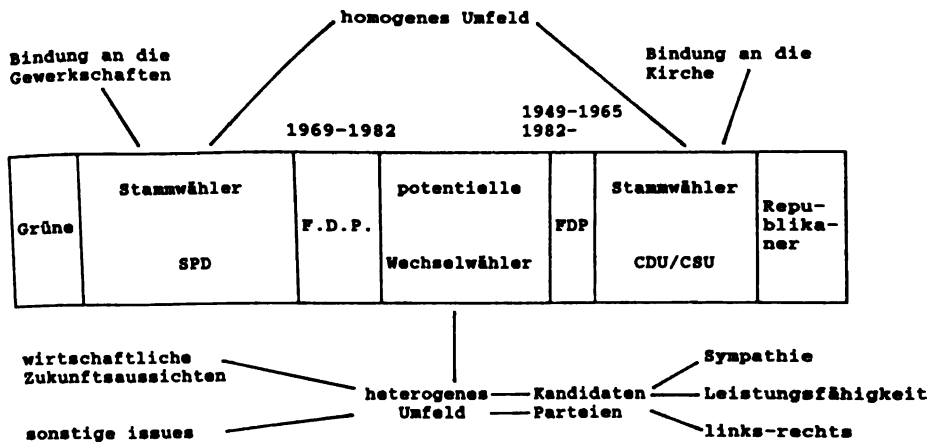 homogenes Umfeld
Bindung an die
Gewerkschaften
Bindung an die
Kirche
1969-1982
1949-1965
1982-
Grüne
Stammwähler
SPD
F.D.P.
potentielle
Wechselwähler
FDP
Stammwähler
CDU/CSU
Repu-
blika-
ner
wirtschaftliche
Zukunftsaussichten
sonstige issues
heterogenes
Umfeld
Kandidaten
Parteien
Sympathie
Leistungsfähigkeit
links-rechts